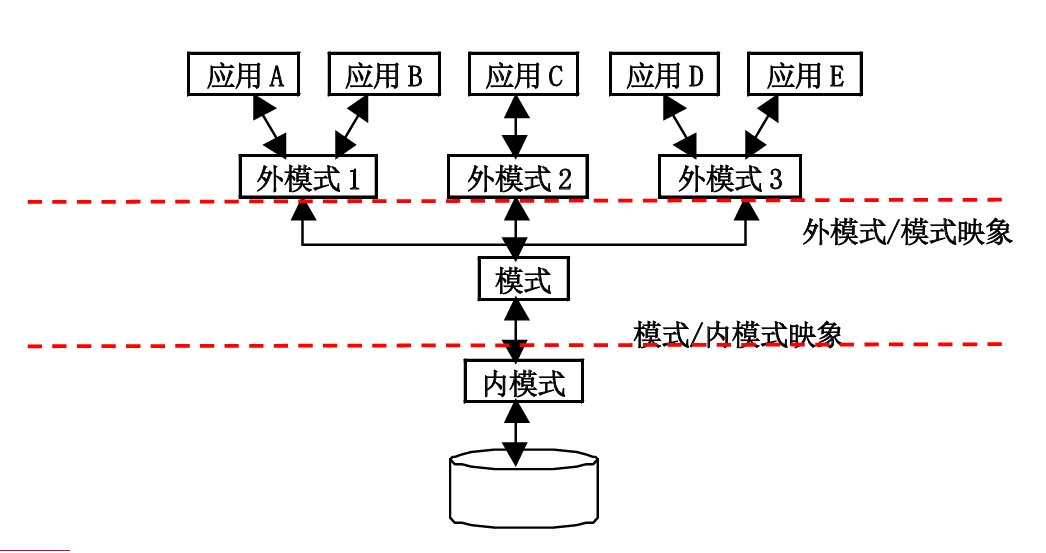 应用 A 应用 B 应用 C 应用 D 应用 E
外模式 1 外模式 2 外模式 3
外模式/模式映象
模式
模式/内模式映象
内模式